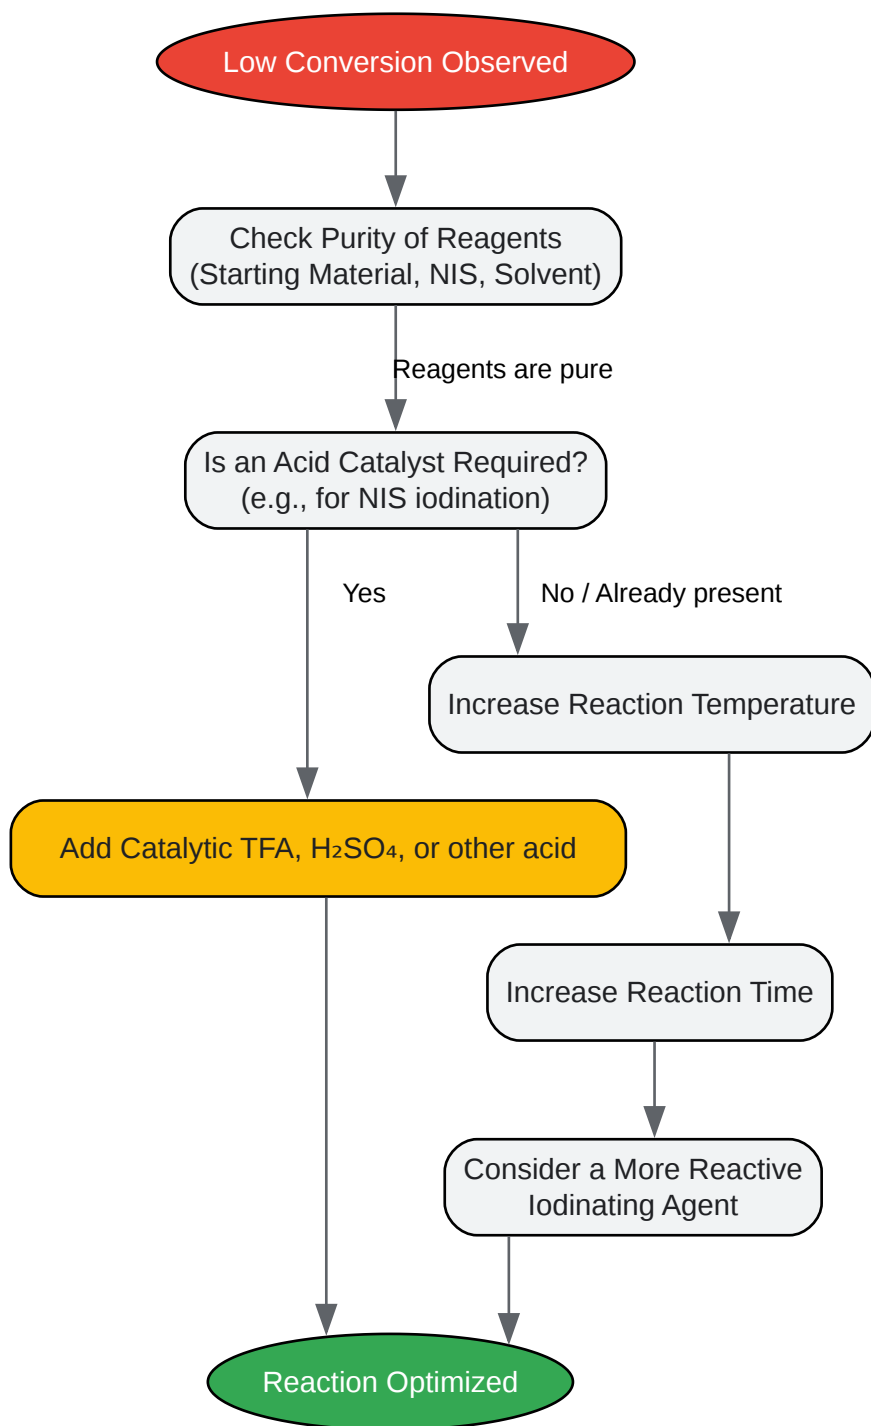 Low Conversion Observed
Check Purity of Reagents
(Starting Material, NIS, Solvent)
Reagents are pure
Is an Acid Catalyst Required?
(e.g., for NIS iodination)
Yes
No / Already present
Increase Reaction Temperature
Add Catalytic TFA, H₂SO₄, or other acid
Increase Reaction Time
Consider a More Reactive
Iodinating Agent
Reaction Optimized